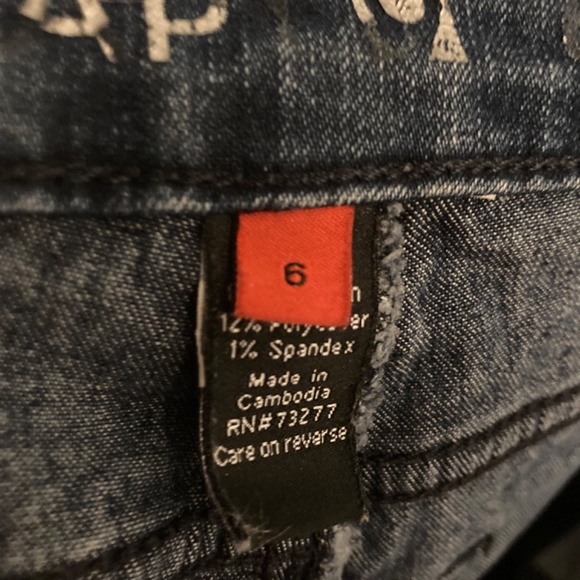 6
12% Polyester
1% Spandex
Made in
Cambodia
RN#73277
Care on reverse